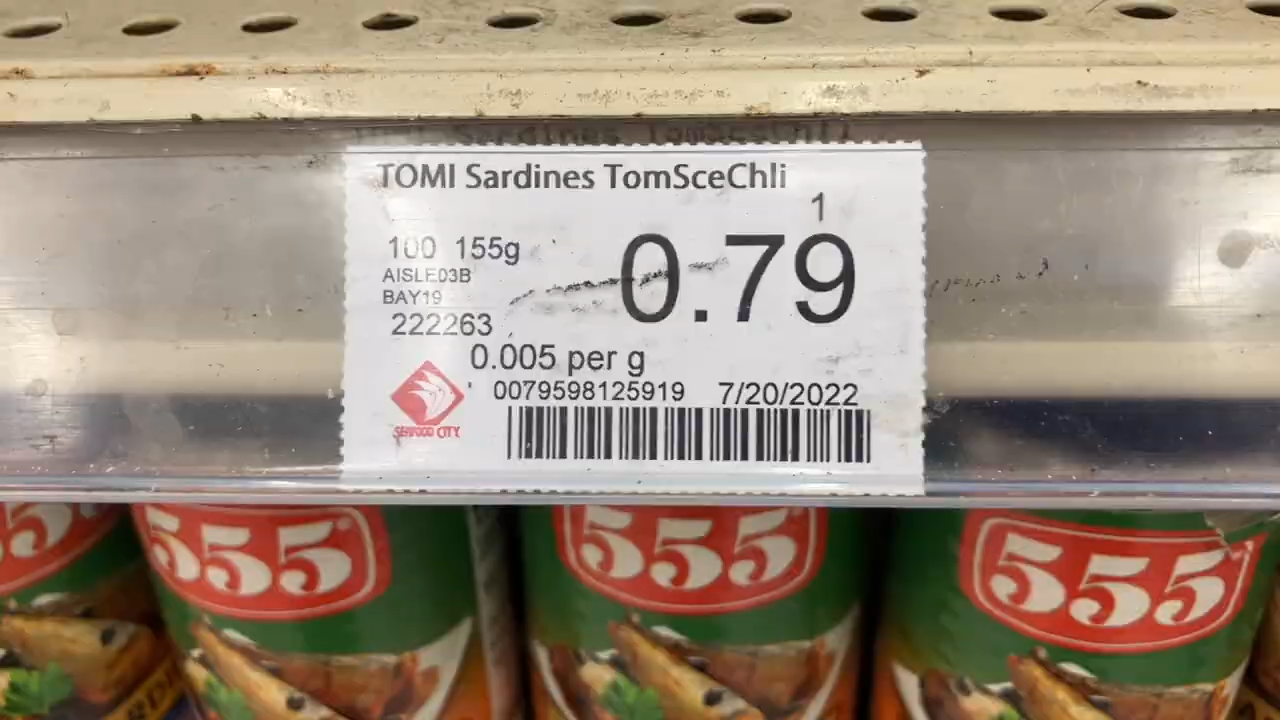 TOMI Sardines TomSceChli
1
100 155g
0.79
AISLE03B
BAY19
222263
0.005 per g
0079598125919 7/20/2022
SEAFOOD CITY
555
555
555